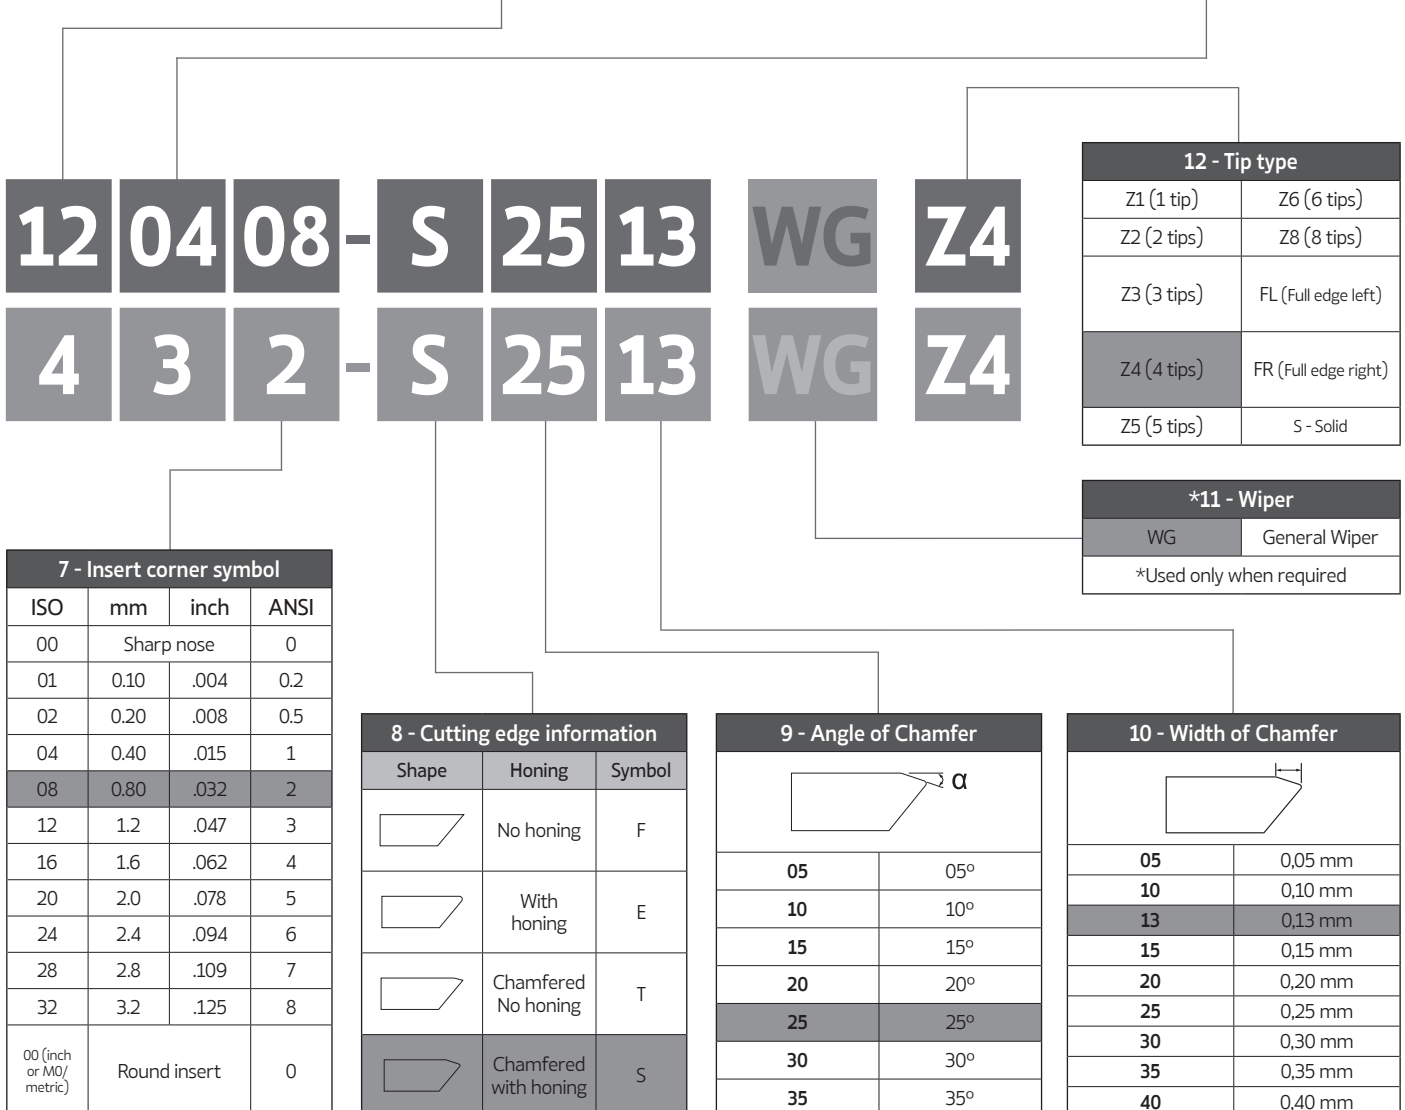 12 04 08 - S 25 13 WG Z4
4 3 2 - S 25 13 WG Z4
12 - Tip type
Z1 (1 tip) Z6 (6 tips)
Z2 (2 tips) Z8 (8 tips)
Z3 (3 tips) FL (Full edge left)
Z4 (4 tips) FR (Full edge right)
Z5 (5 tips) S - Solid
*11 - Wiper
WG General Wiper
*Used only when required
7 - Insert corner symbol
ISO mm inch ANSI
00 Sharp nose 0
01 0.10 .004 0.2
02 0.20 .008 0.5
04 0.40 .015 1
08 0.80 .032 2
12 1.2 .047 3
16 1.6 .062 4
20 2.0 .078 5
24 2.4 .094 6
28 2.8 .109 7
32 3.2 .125 8
00 (inch
or M0/
metric)
Round insert 0
8 - Cutting edge information
Shape Honing Symbol
No honing F
With
honing
E
Chamfered
No honing
T
Chamfered
with honing
S
9 - Angle of Chamfer
α
05 05º
10 10º
15 15º
20 20º
25 25º
30 30º
35 35º
10 - Width of Chamfer
05 0,05 mm
10 0,10 mm
13 0,13 mm
15 0,15 mm
20 0,20 mm
25 0,25 mm
30 0,30 mm
35 0,35 mm
40 0,40 mm